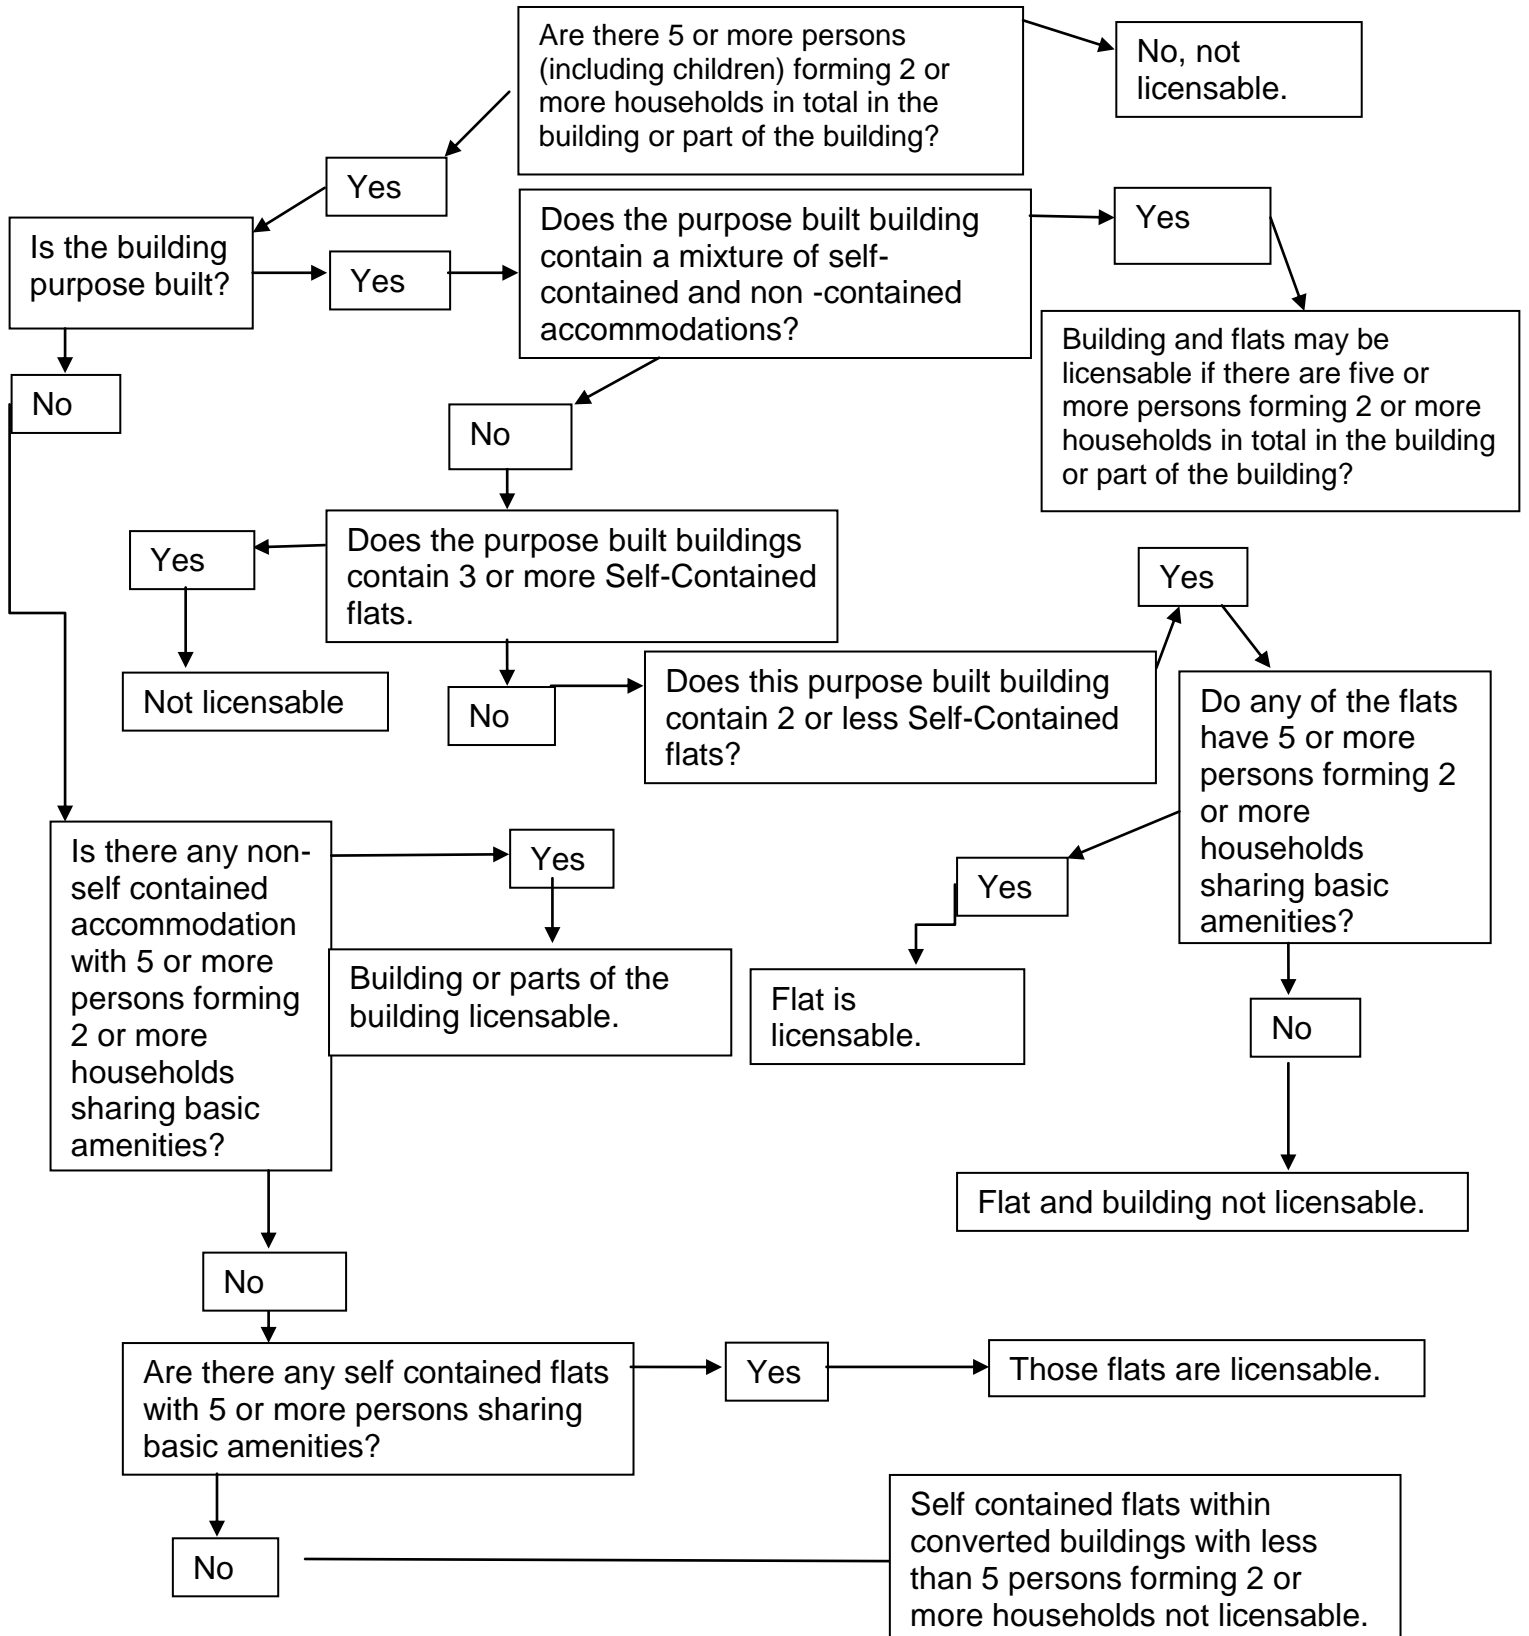 Are there 5 or more persons
(including children) forming 2 or
more households in total in the
building or part of the building?
No, not
licensable.
Yes
Is the building
purpose built?
Yes
Does the purpose built building
contain a mixture of self-
contained and non -contained
accommodations?
Yes
Building and flats may be
licensable if there are five or
more persons forming 2 or more
households in total in the building
or part of the building?
No
No
Does the purpose built buildings
contain 3 or more Self-Contained
flats.
Yes
Not licensable
No
Does this purpose built building
contain 2 or less Self-Contained
flats?
Yes
Do any of the flats
have 5 or more
persons forming 2
or more
households
sharing basic
amenities?
Yes
Flat is
licensable.
No
Flat and building not licensable.
Is there any non-
self contained
accommodation
with 5 or more
persons forming
2 or more
households
sharing basic
amenities?
Yes
Building or parts of the
building licensable.
No
Are there any self contained flats
with 5 or more persons sharing
basic amenities?
Yes
Those flats are licensable.
No
Self contained flats within
converted buildings with less
than 5 persons forming 2 or
more households not licensable.